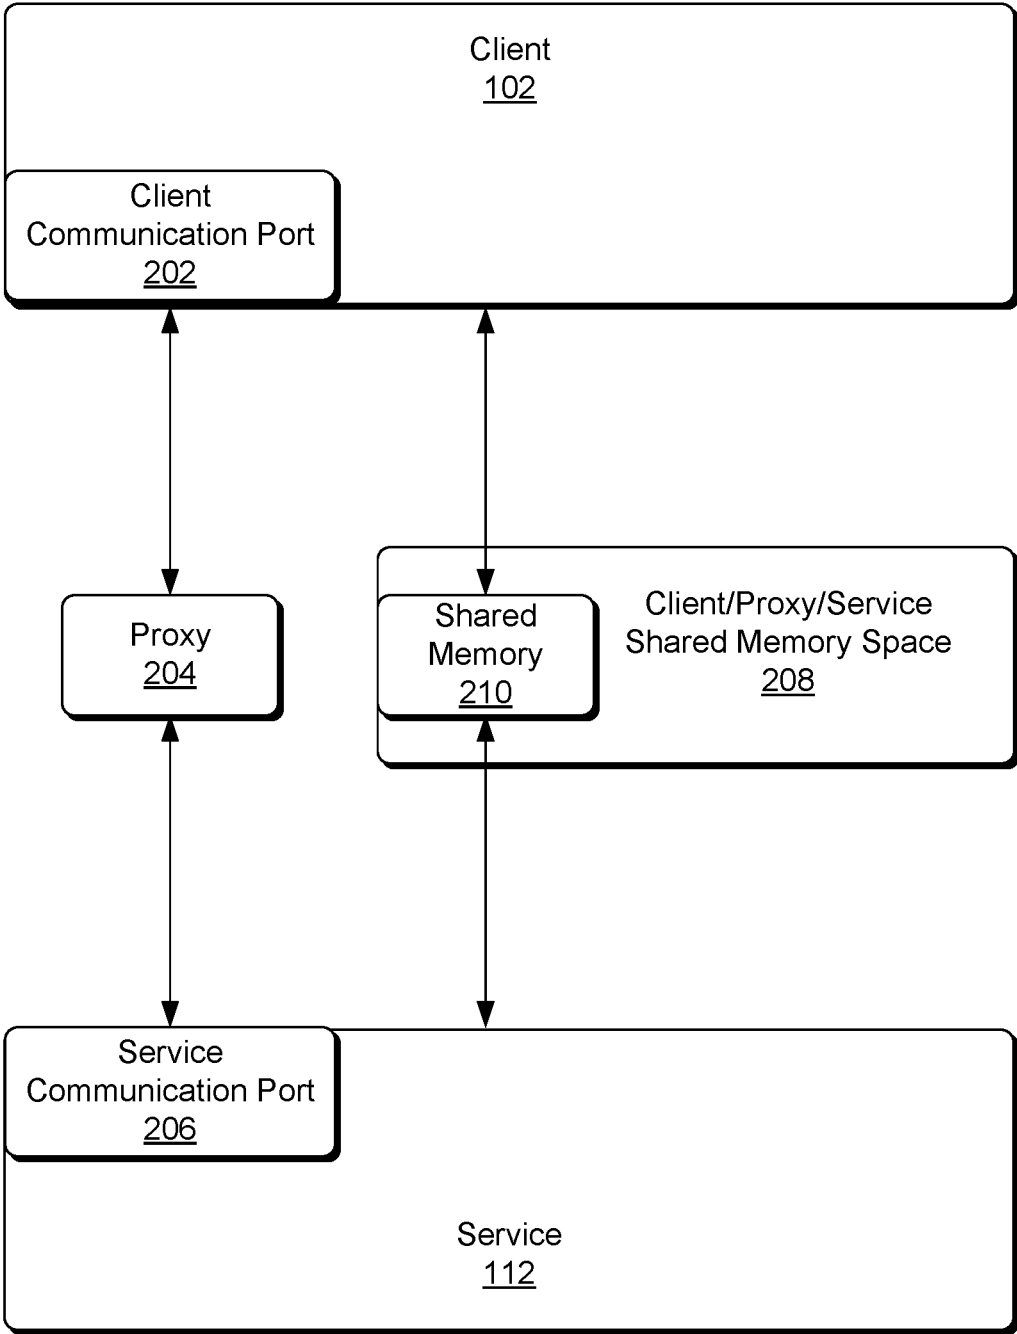 Client
102
Client
Communication Port
202
Proxy
204
Shared
Memory
210
Client/Proxy/Service
Shared Memory Space
208
Service
Communication Port
206
Service
112